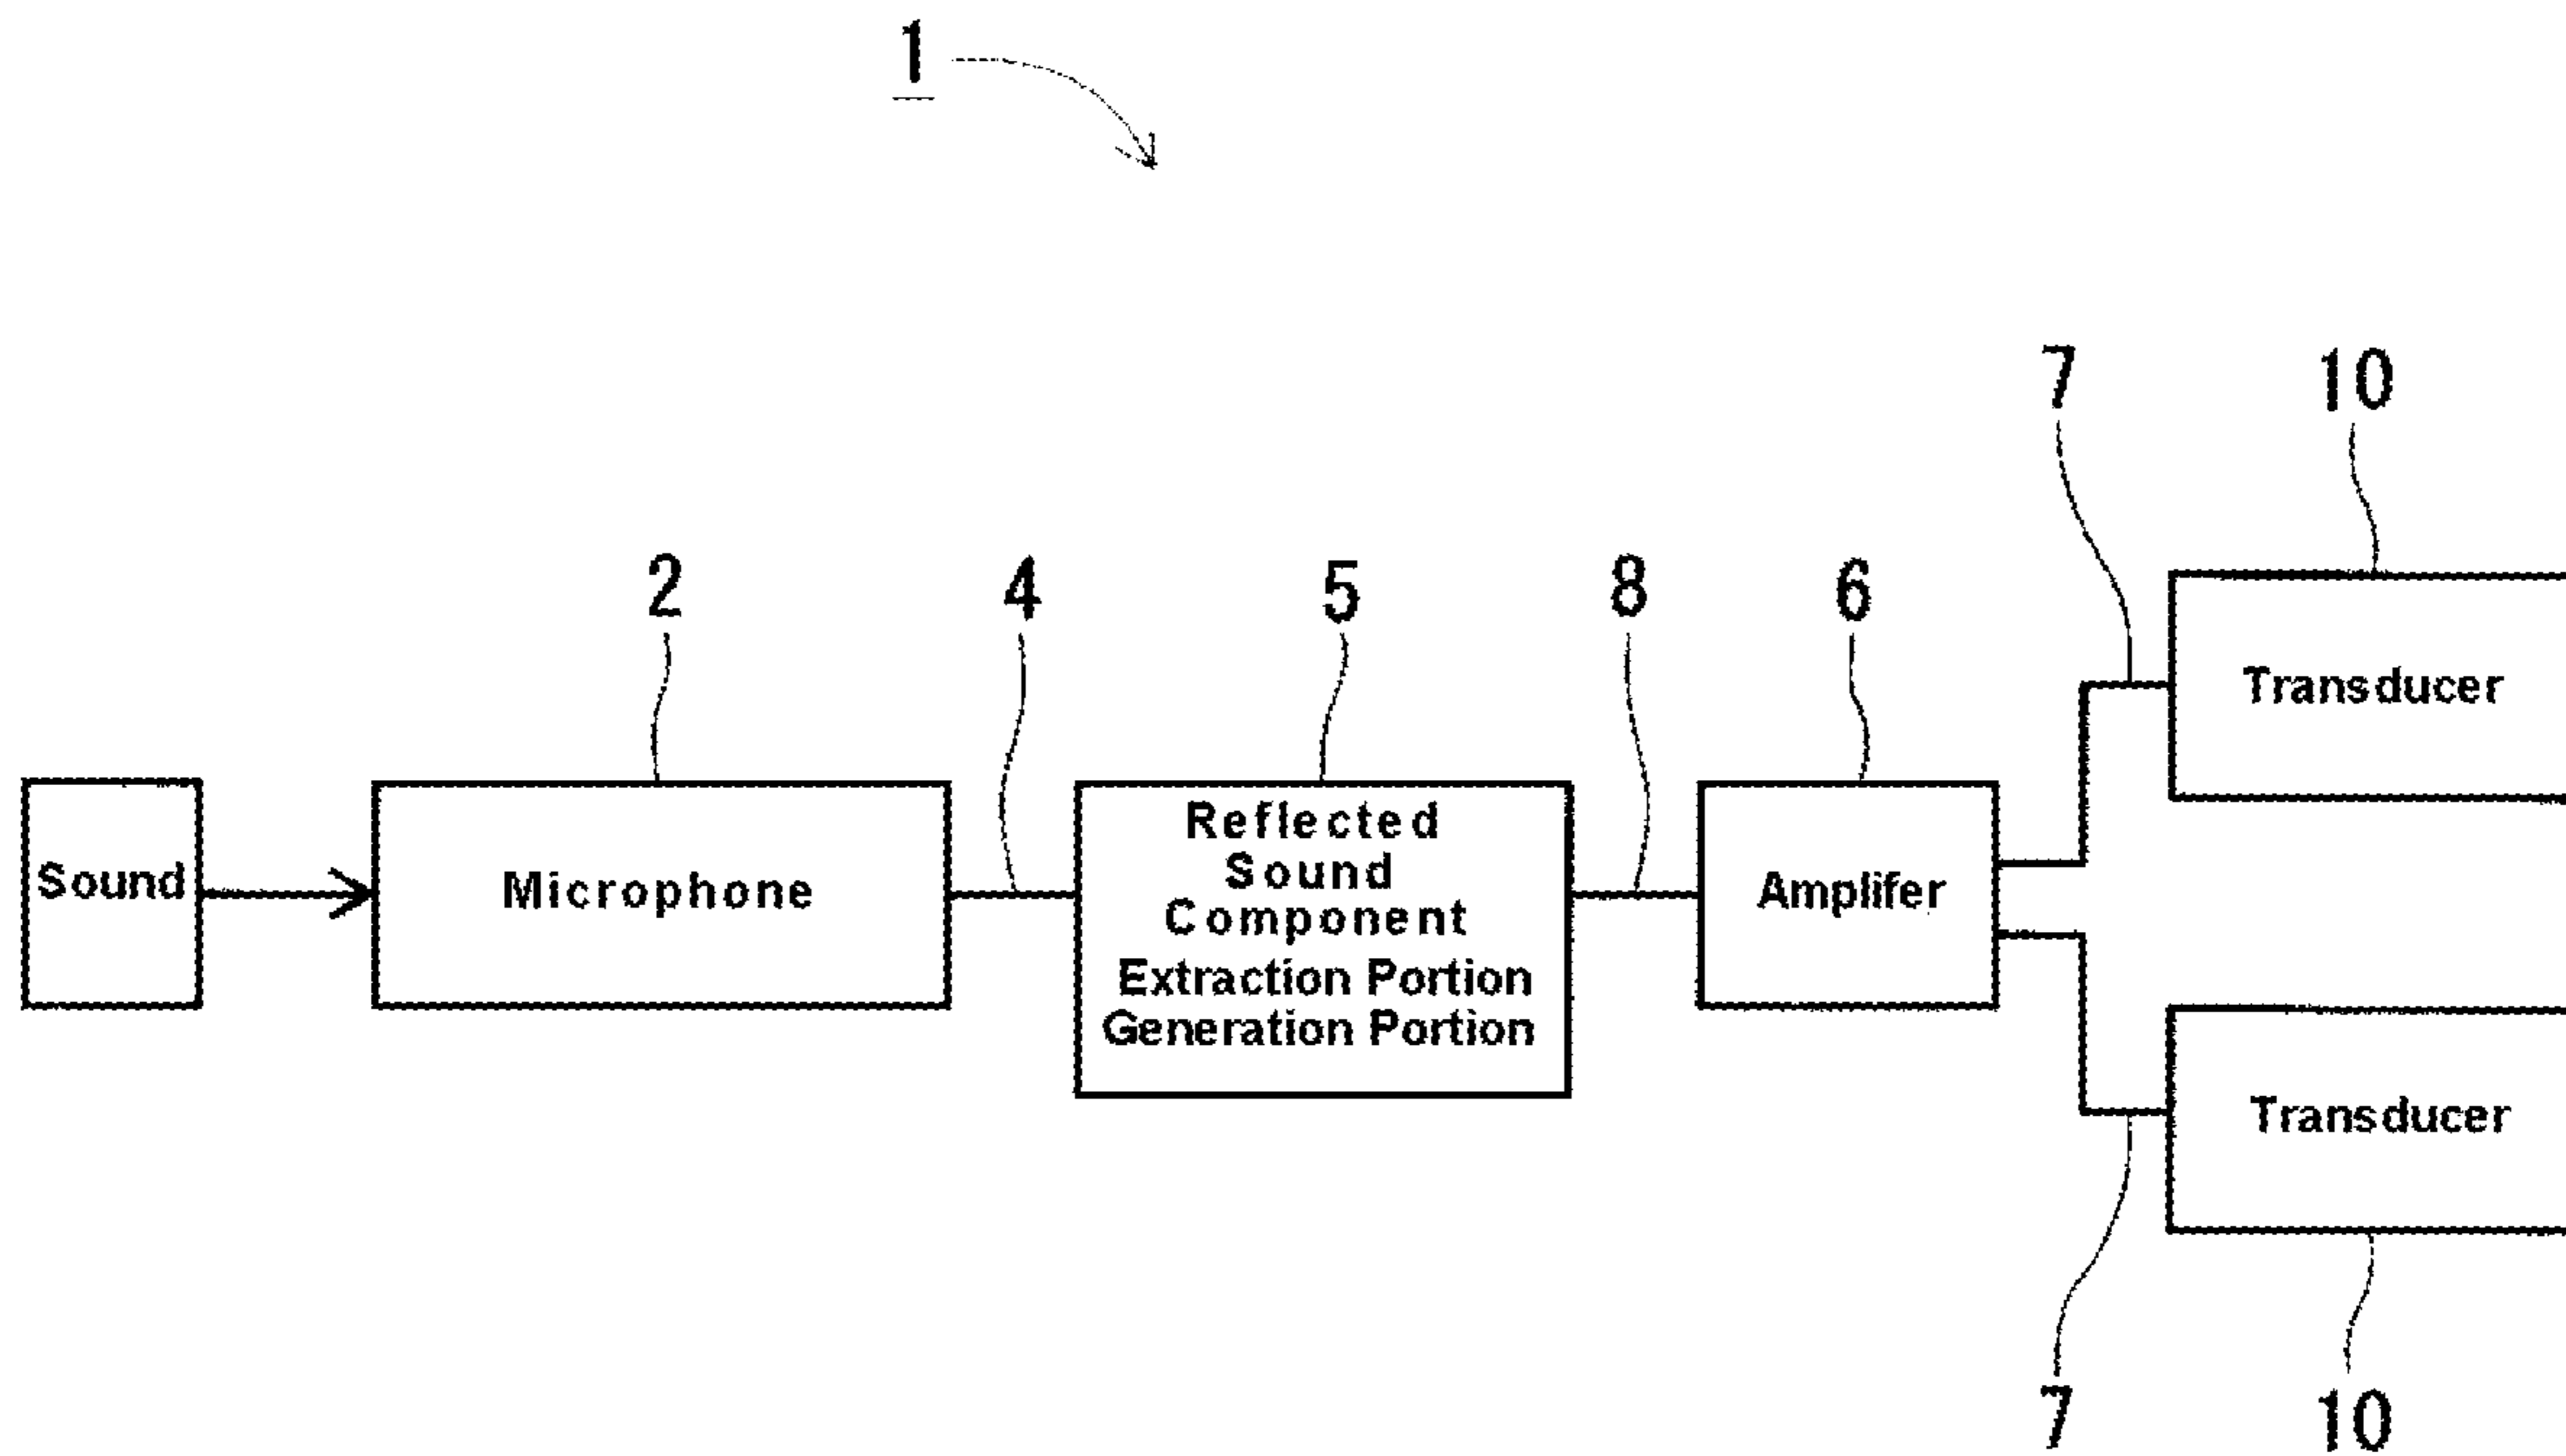 1
7
10
2
4
5
8
6
Transducer
Sound
Microphone
Reflected
Sound
Component
Extraction Portion
Generation Portion
Amplifer
Transducer
7
10